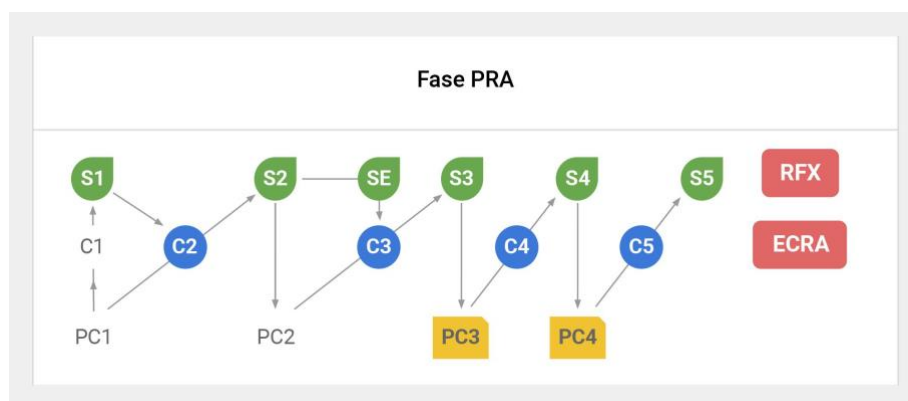 Fase PRA
S1
S2
SE
S3
S4
S5
RFX
C1
C2
C3
C4
C5
ECRA
PC1
PC2
PC3
PC4